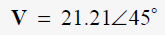 V = 21.21∠45°